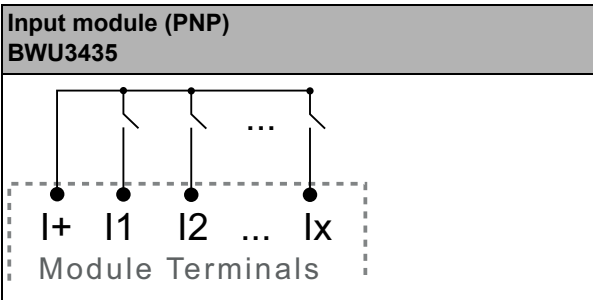 Input module (PNP)
BWU3435
...
I+ I1 I2 ... Ix
Module Terminals